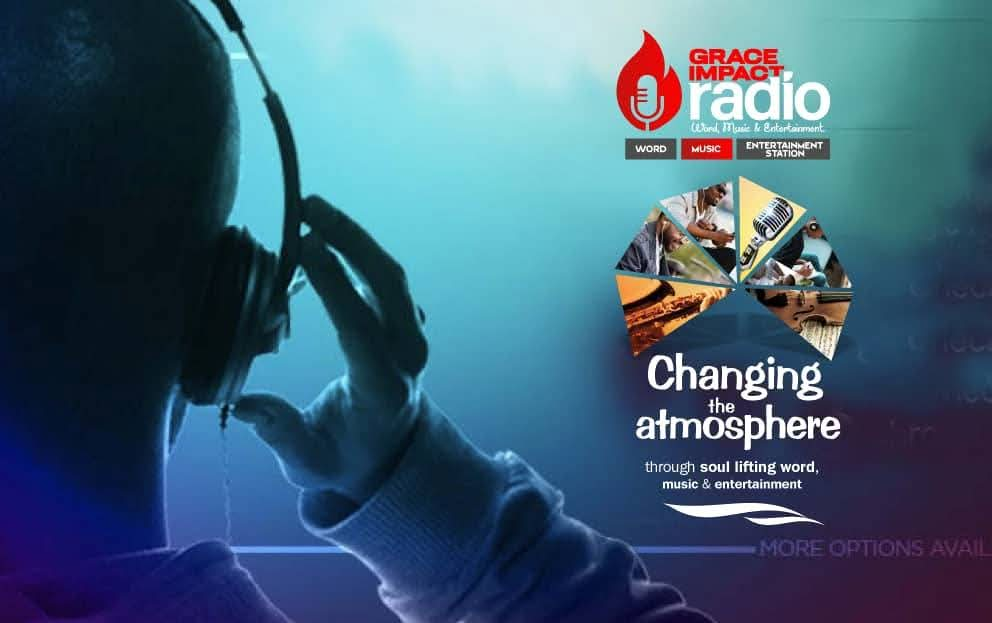 GRACE
IMPACT
radio
Word, Music & Entertainment
WORD
MUSIC
ENTERTAINMENT
STATION
Changing
the
atmosphere
through soul lifting word,
music & entertainment
MORE OPTIONS AVAIL